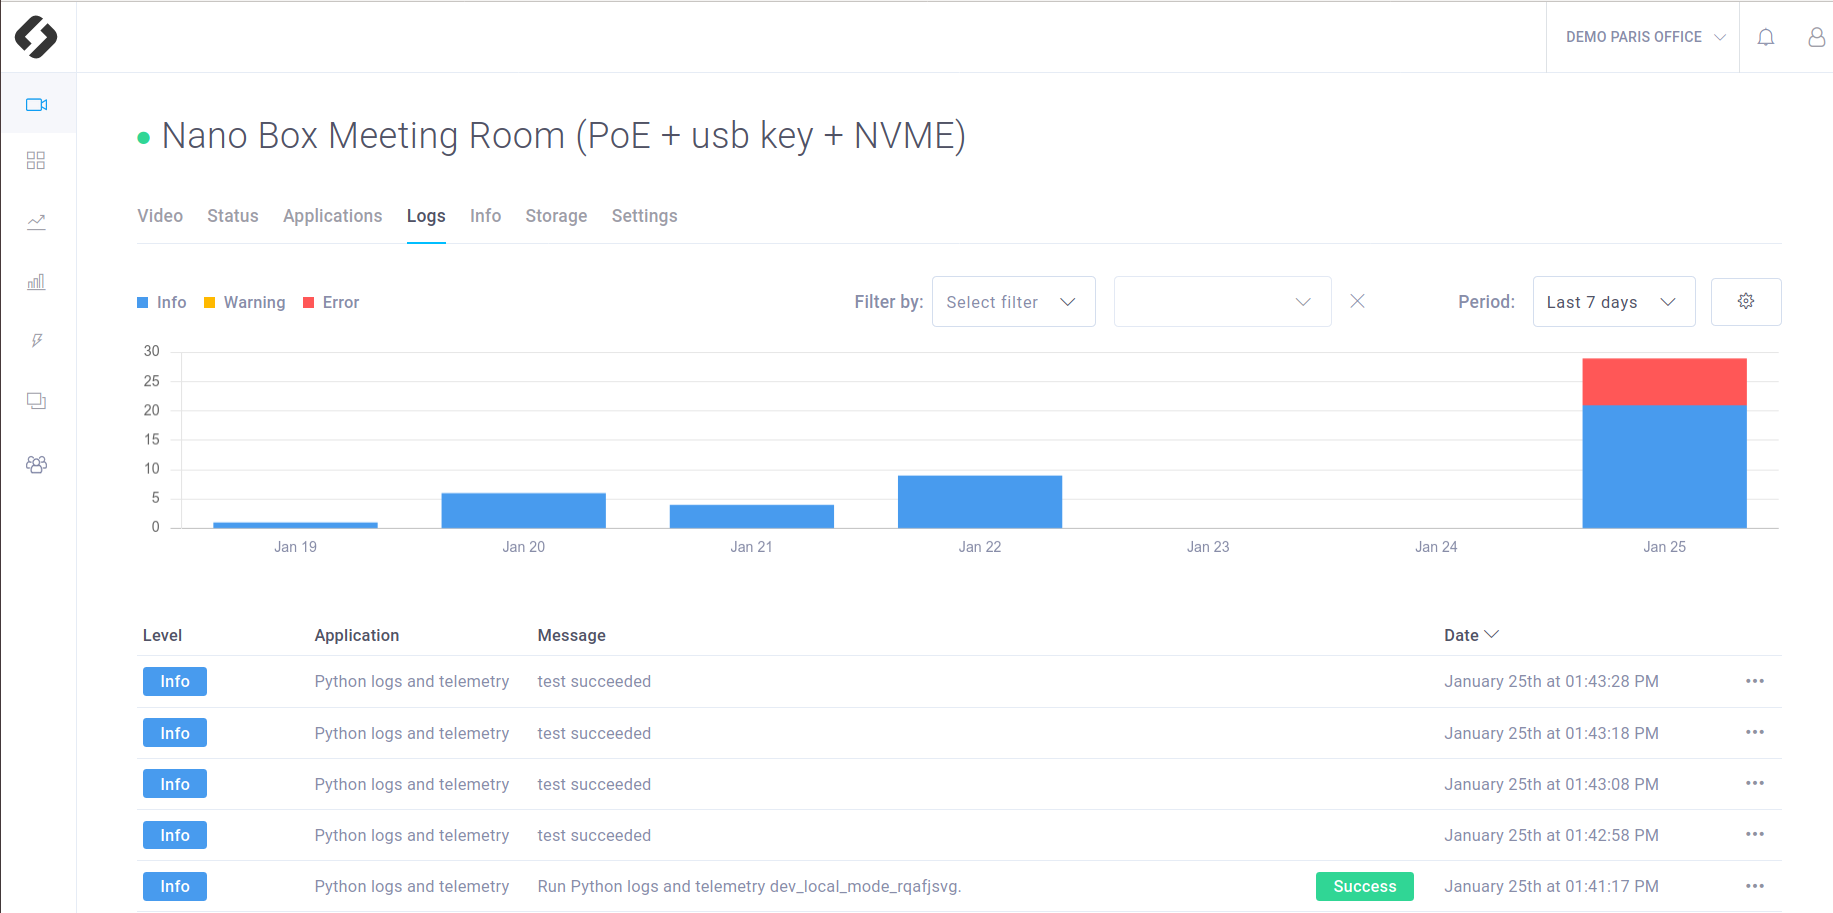 DEMO PARIS OFFICE
Nano Box Meeting Room (PoE + usb key + NVME)
Video Status Applications Logs Info Storage Settings
Info Warning Error Filter by: Select filter Period: Last 7 days
30
25
20
15
10
5
0
Jan 19 Jan 20 Jan 21 Jan 22 Jan 23 Jan 24 Jan 25
Level Application Message Date
Info Python logs and telemetry test succeeded January 25th at 01:43:28 PM
Info Python logs and telemetry test succeeded January 25th at 01:43:18 PM
Info Python logs and telemetry test succeeded January 25th at 01:43:08 PM
Info Python logs and telemetry test succeeded January 25th at 01:42:58 PM
Info Python logs and telemetry Run Python logs and telemetry dev_local_mode_rqafjsvg. Success January 25th at 01:41:17 PM